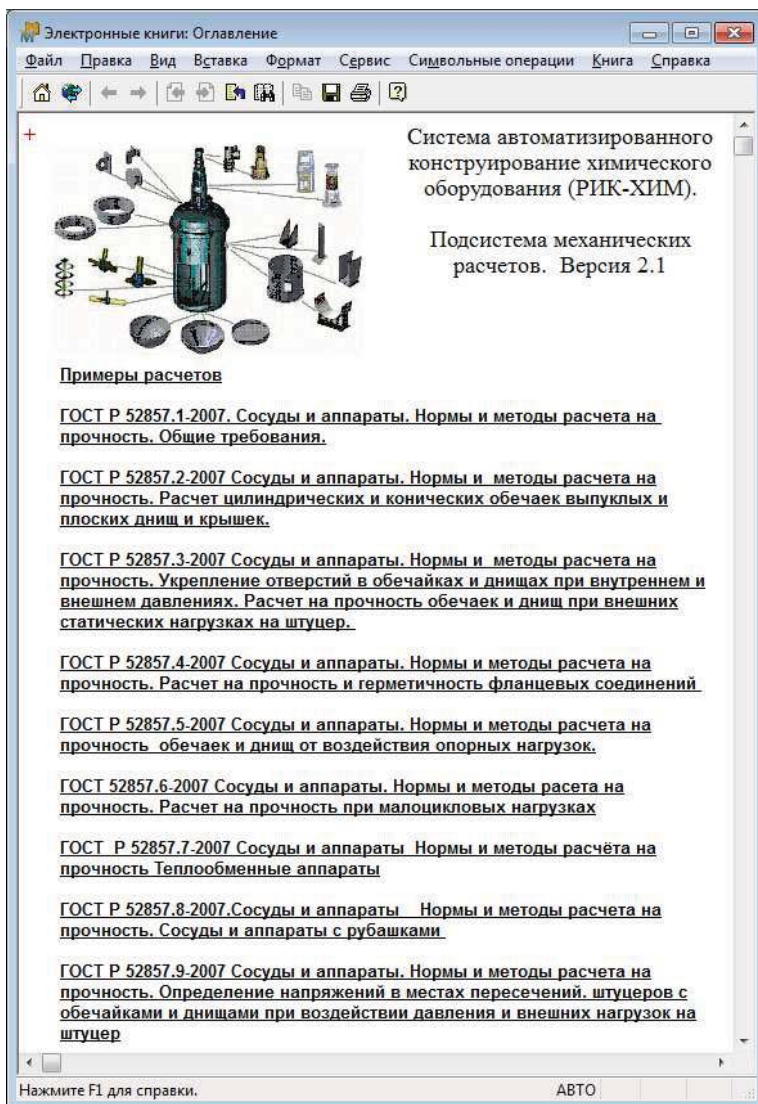 Электронные книги: Оглавление
Файл Правка Вид Вставка Формат Сервис Символьные операции Книга Справка
Система автоматизированного
конструирование химического
оборудования (РИК-ХИМ).
Подсистема механических
расчетов. Версия 2.1
Примеры расчетов
ГОСТ Р 52857.1-2007. Сосуды и аппараты. Нормы и методы расчета на
прочность. Общие требования.
ГОСТ Р 52857.2-2007 Сосуды и аппараты. Нормы и методы расчета на
прочность. Расчет цилиндрических и конических обечаек выпуклых и
плоских днищ и крышек.
ГОСТ Р 52857.3-2007 Сосуды и аппараты. Нормы и методы расчета на
прочность. Укрепление отверстий в обечайках и днищах при внутреннем и
внешнем давлениях. Расчет на прочность обечаек и днищ при внешних
статических нагрузках на штуцер.
ГОСТ Р 52857.4-2007 Сосуды и аппараты. Нормы и методы расчета на
прочность. Расчет на прочность и герметичность фланцевых соединений
ГОСТ Р 52857.5-2007 Сосуды и аппараты. Нормы и методы расчета на
прочность обечаек и днищ от воздействия опорных нагрузок.
ГОСТ 52857.6-2007 Сосуды и аппараты. Нормы и методы расета на
прочность. Расчет на прочность при малоцикловых нагрузках
ГОСТ Р 52857.7-2007 Сосуды и аппараты Нормы и методы расчёта на
прочность Теплообменные аппараты
ГОСТ Р 52857.8-2007.Сосуды и аппараты Нормы и методы расчета на
прочность. Сосуды и аппараты с рубашками
ГОСТ Р 52857.9-2007 Сосуды и аппараты. Нормы и методы расчета на
прочность. Определение напряжений в местах пересечений. штуцеров с
обечайками и днищами при воздействии давления и внешних нагрузок на
штуцер
Нажмите F1 для справки. АВТО